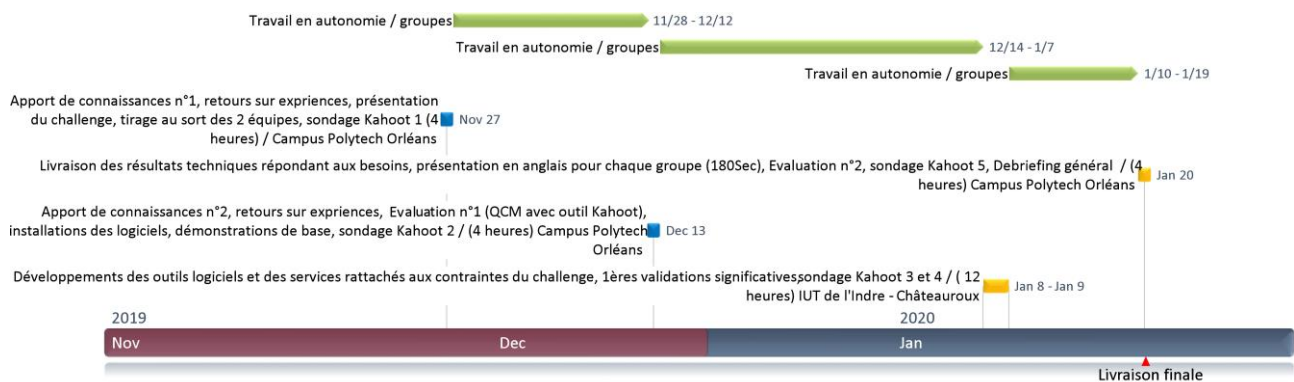 Travail en autonomie / groupes 11/28 - 12/12
Travail en autonomie / groupes 12/14 - 1/7
Travail en autonomie / groupes 1/10 - 1/19
Apport de connaissances n°1, retours sur expriences, présentation
du challenge, tirage au sort des 2 équipes, sondage Kahoot 1 (4
heures) / Campus Polytech Orléans
Nov 27
Livraison des résultats techniques répondant aux besoins, présentation en anglais pour chaque groupe (180Sec), Evaluation n°2, sondage Kahoot 5, Debriefing général / (4
heures) Campus Polytech Orléans
Jan 20
Apport de connaissances n°2, retours sur expriences, Evaluation n°1 (QCM avec outil Kahoot),
installations des logiciels, démonstrations de base, sondage Kahoot 2 / (4 heures) Campus Polytech
Orléans
Dec 13
Développements des outils logiciels et des services rattachés aux contraintes du challenge, 1ères validations significatives,sondage Kahoot 3 et 4 / ( 12
heures) IUT de l'Indre - Châteauroux
Jan 8 - Jan 9
2019 2020
Nov Dec Jan
Livraison finale